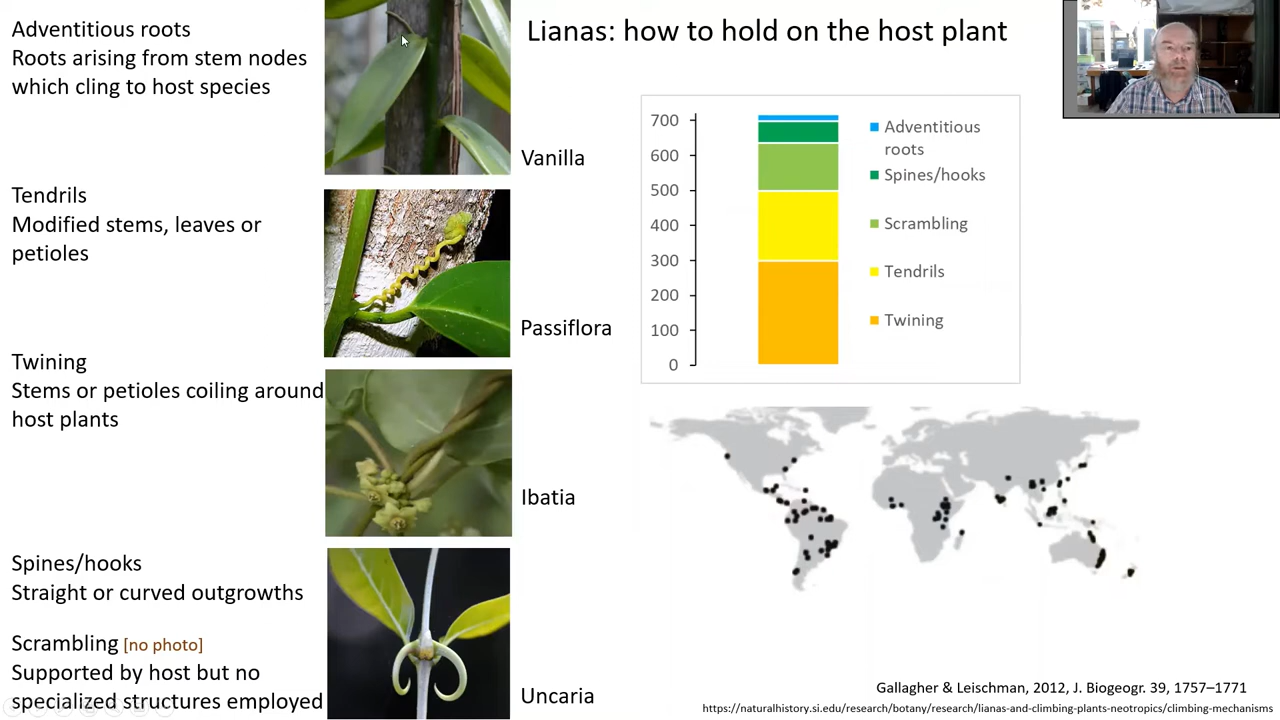 Lianas: how to hold on the host plant
Adventitious roots
Roots arising from stem nodes
which cling to host species
Vanilla
Tendrils
Modified stems, leaves or
petioles
Passiflora
Twining
Stems or petioles coiling around
host plants
Ibatia
Spines/hooks
Straight or curved outgrowths
Scrambling [no photo]
Supported by host but no
specialized structures employed
Uncaria
700
600
500
400
300
200
100
0
Adventitious
roots
Spines/hooks
Scrambling
Tendrils
Twining
Gallagher & Leischman, 2012, J. Biogeogr. 39, 1757–1771
https://naturalhistory.si.edu/research/botany/research/lianas-and-climbing-plants-neotropics/climbing-mechanisms